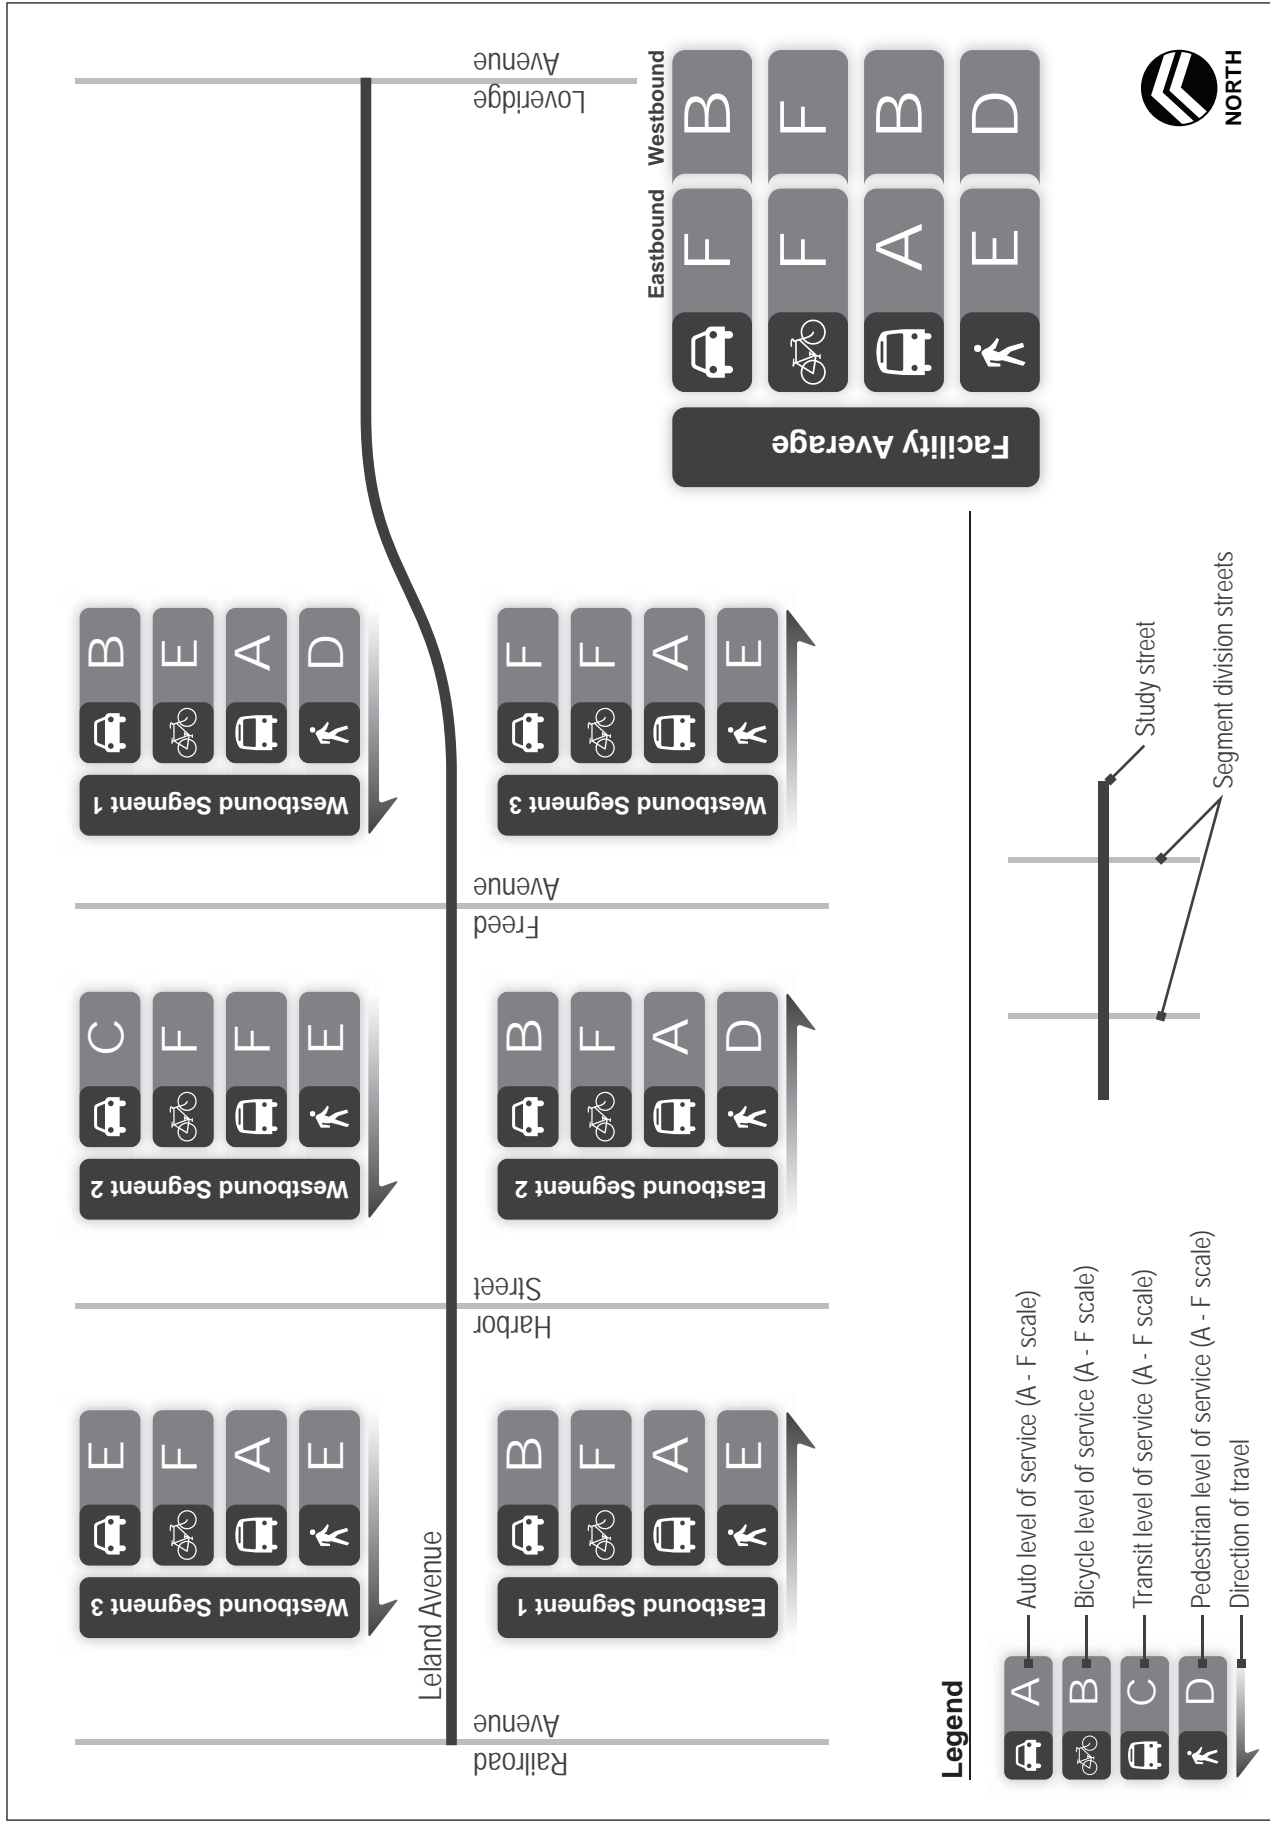 Westbound Segment 3
E
F
A
E
Westbound Segment 2
C
F
F
E
Westbound Segment 1
B
E
A
D
Leland Avenue
Railroad
Avenue
Harbor
Street
Freed
Avenue
Loveridge
Avenue
Eastbound Segment 1
B
F
A
E
Eastbound Segment 2
B
F
A
D
Westbound Segment 3
F
F
A
E
Facility Average
Eastbound Westbound
F B
F F
A B
E D
Legend
A Auto level of service (A - F scale)
B Bicycle level of service (A - F scale)
C Transit level of service (A - F scale)
D Pedestrian level of service (A - F scale)
Direction of travel
Study street
Segment division streets
NORTH